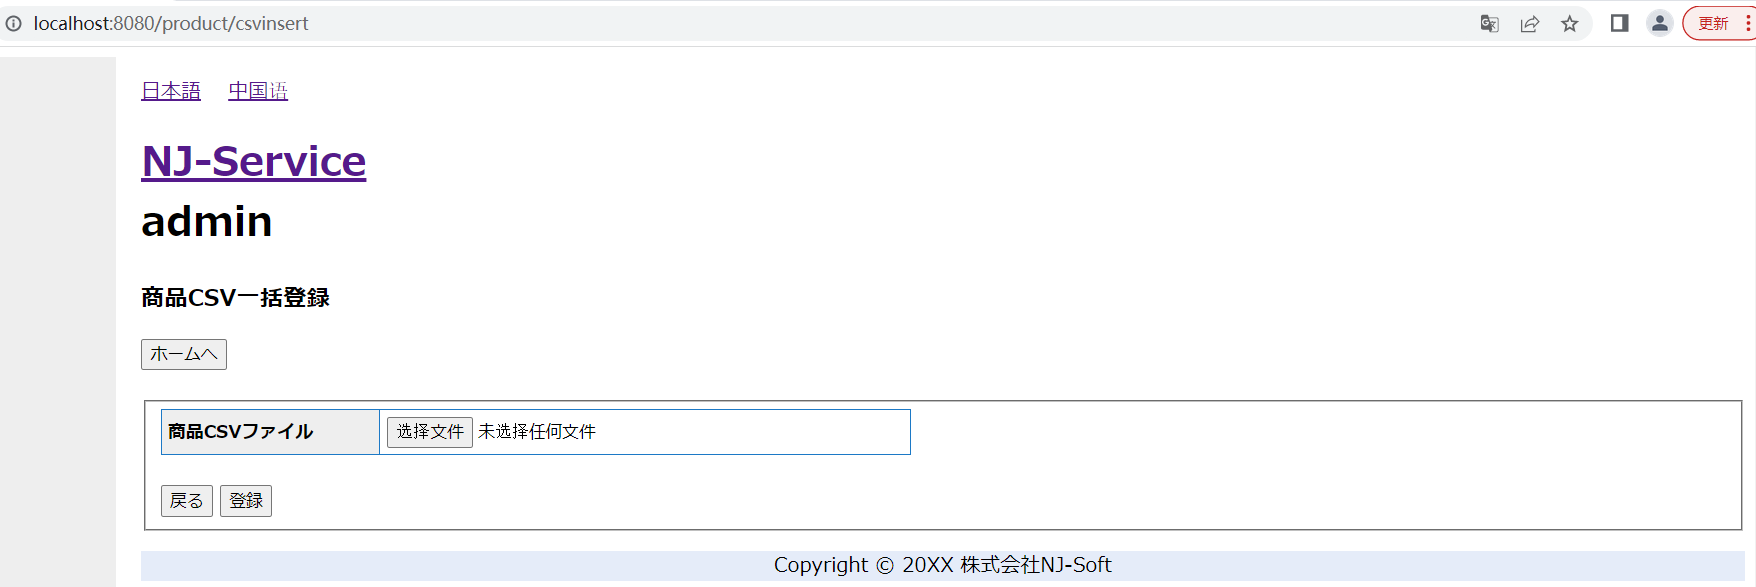 localhost:8080/product/csvinsert
更新
日本語 中国语
NJ-Service
admin
商品CSV一括登録
ホームへ
商品CSVファイル 选择文件 未选择任何文件
戻る 登録
Copyright © 20XX 株式会社NJ-Soft